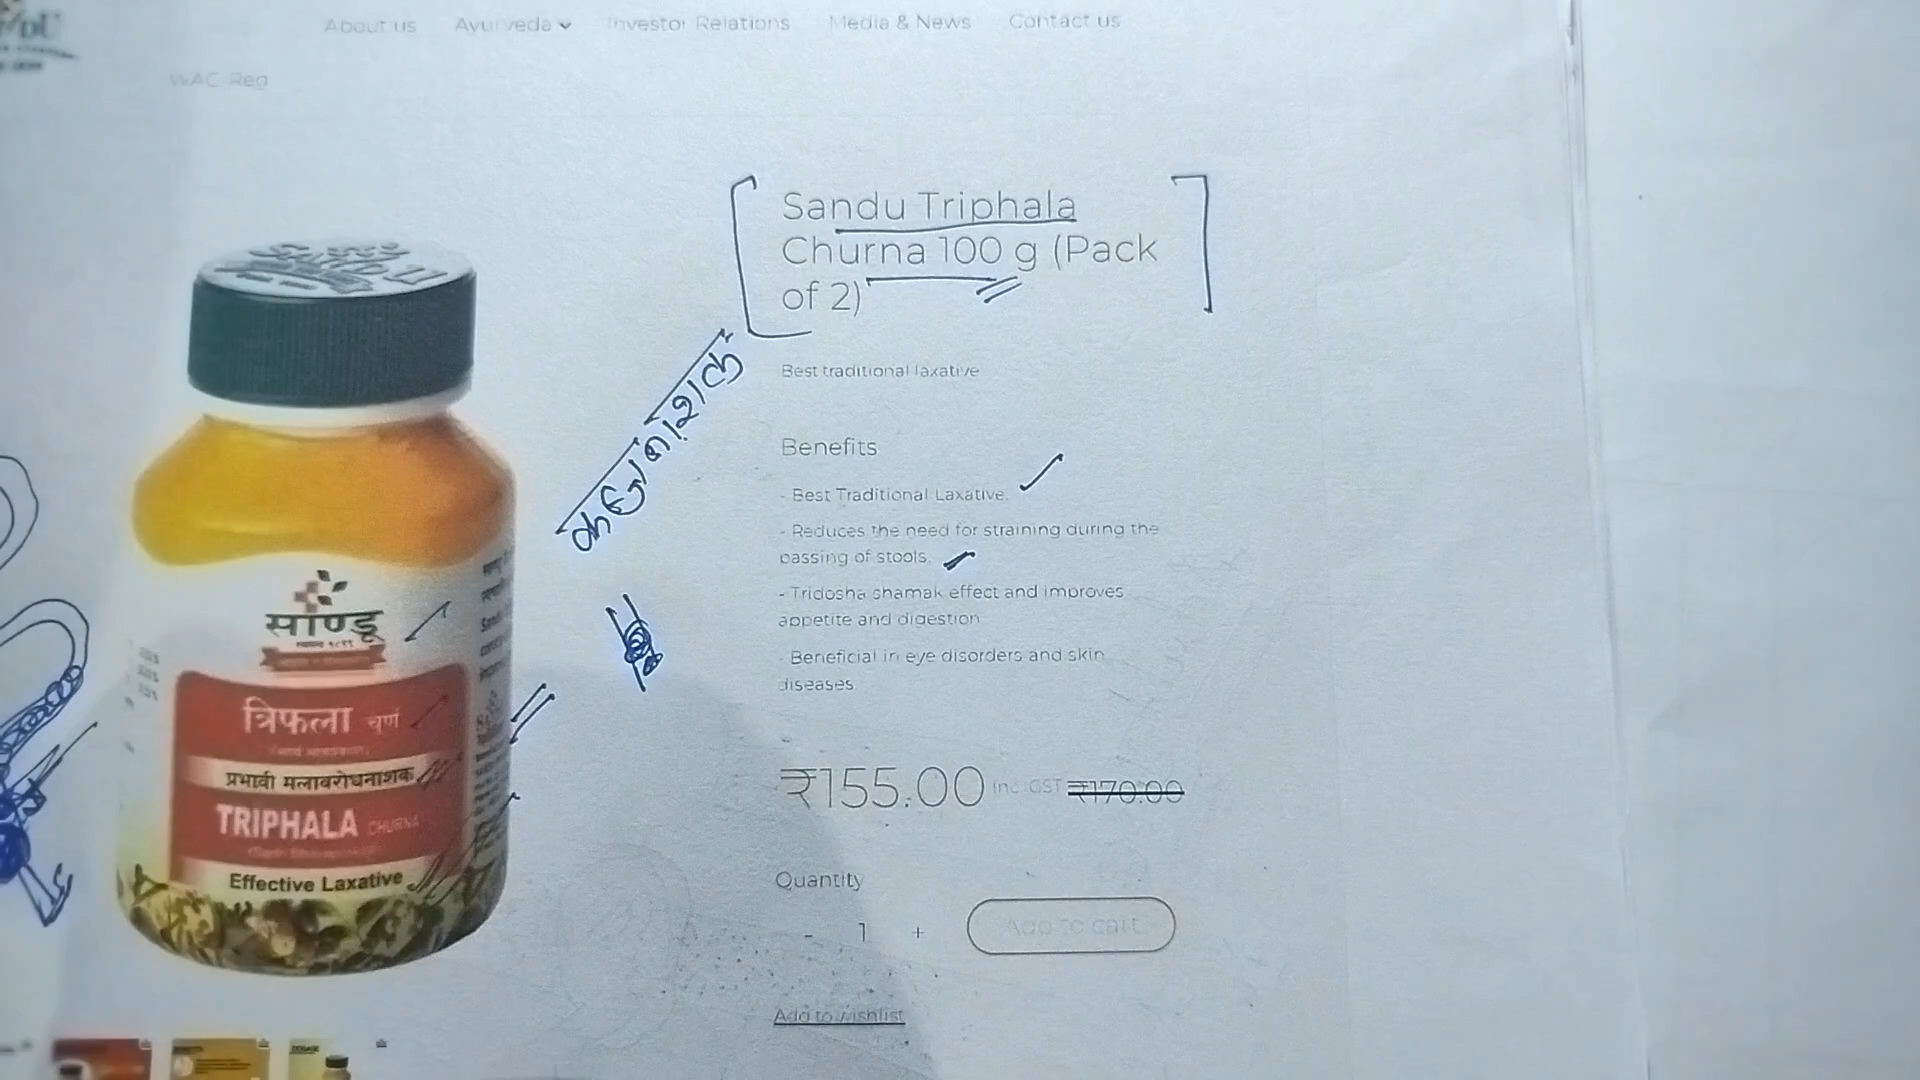 About us Ayurveda Investor Relations Media & News Contact us
WAC Reg
Sandu Triphala
Churna 100 g (Pack
of 2)
Best traditional laxative
Benefits
- Best Traditional Laxative.
- Reduces the need for straining during the
passing of stools.
- Tridosha shamak effect and improves
appetite and digestion
- Beneficial in eye disorders and skin
diseases
₹155.00 Inc. GST ₹170.00
Quantity
- 1 +
Add to cart
Add to wishlist
साण्डू
त्रिफला चूर्ण
प्रभावी मलावरोधनाशक
TRIPHALA CHURNA
Effective Laxative